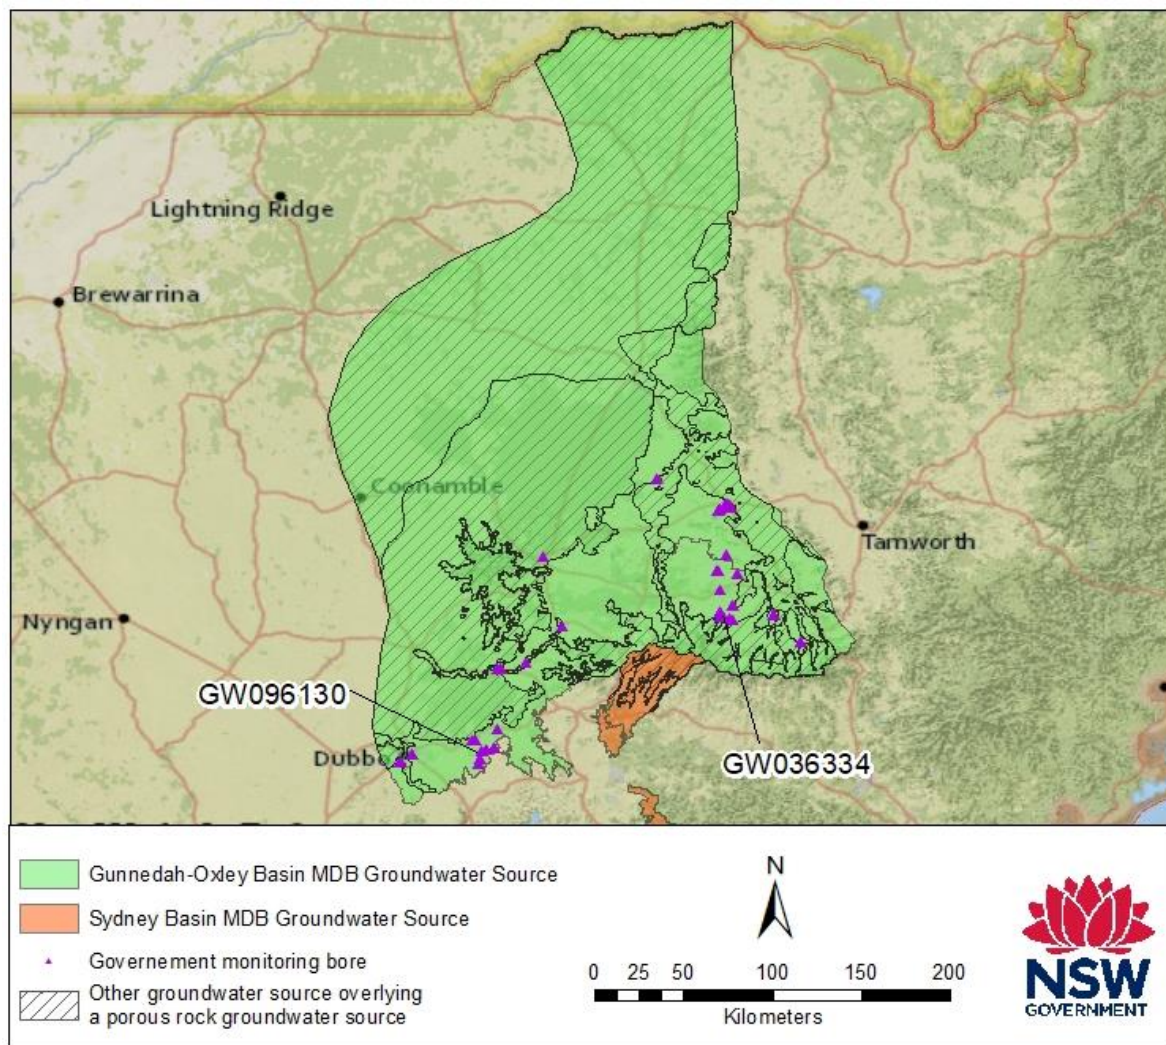 Lightning Ridge
Brewarrina
Coonamble
Tamworth
Nyngan
GW096130
Dubbo
GW036334
Gunnedah-Oxley Basin MDB Groundwater Source
Sydney Basin MDB Groundwater Source
Governement monitoring bore
Other groundwater source overlying
a porous rock groundwater source
N
0 25 50 100 150 200
Kilometers
NSW
GOVERNMENT